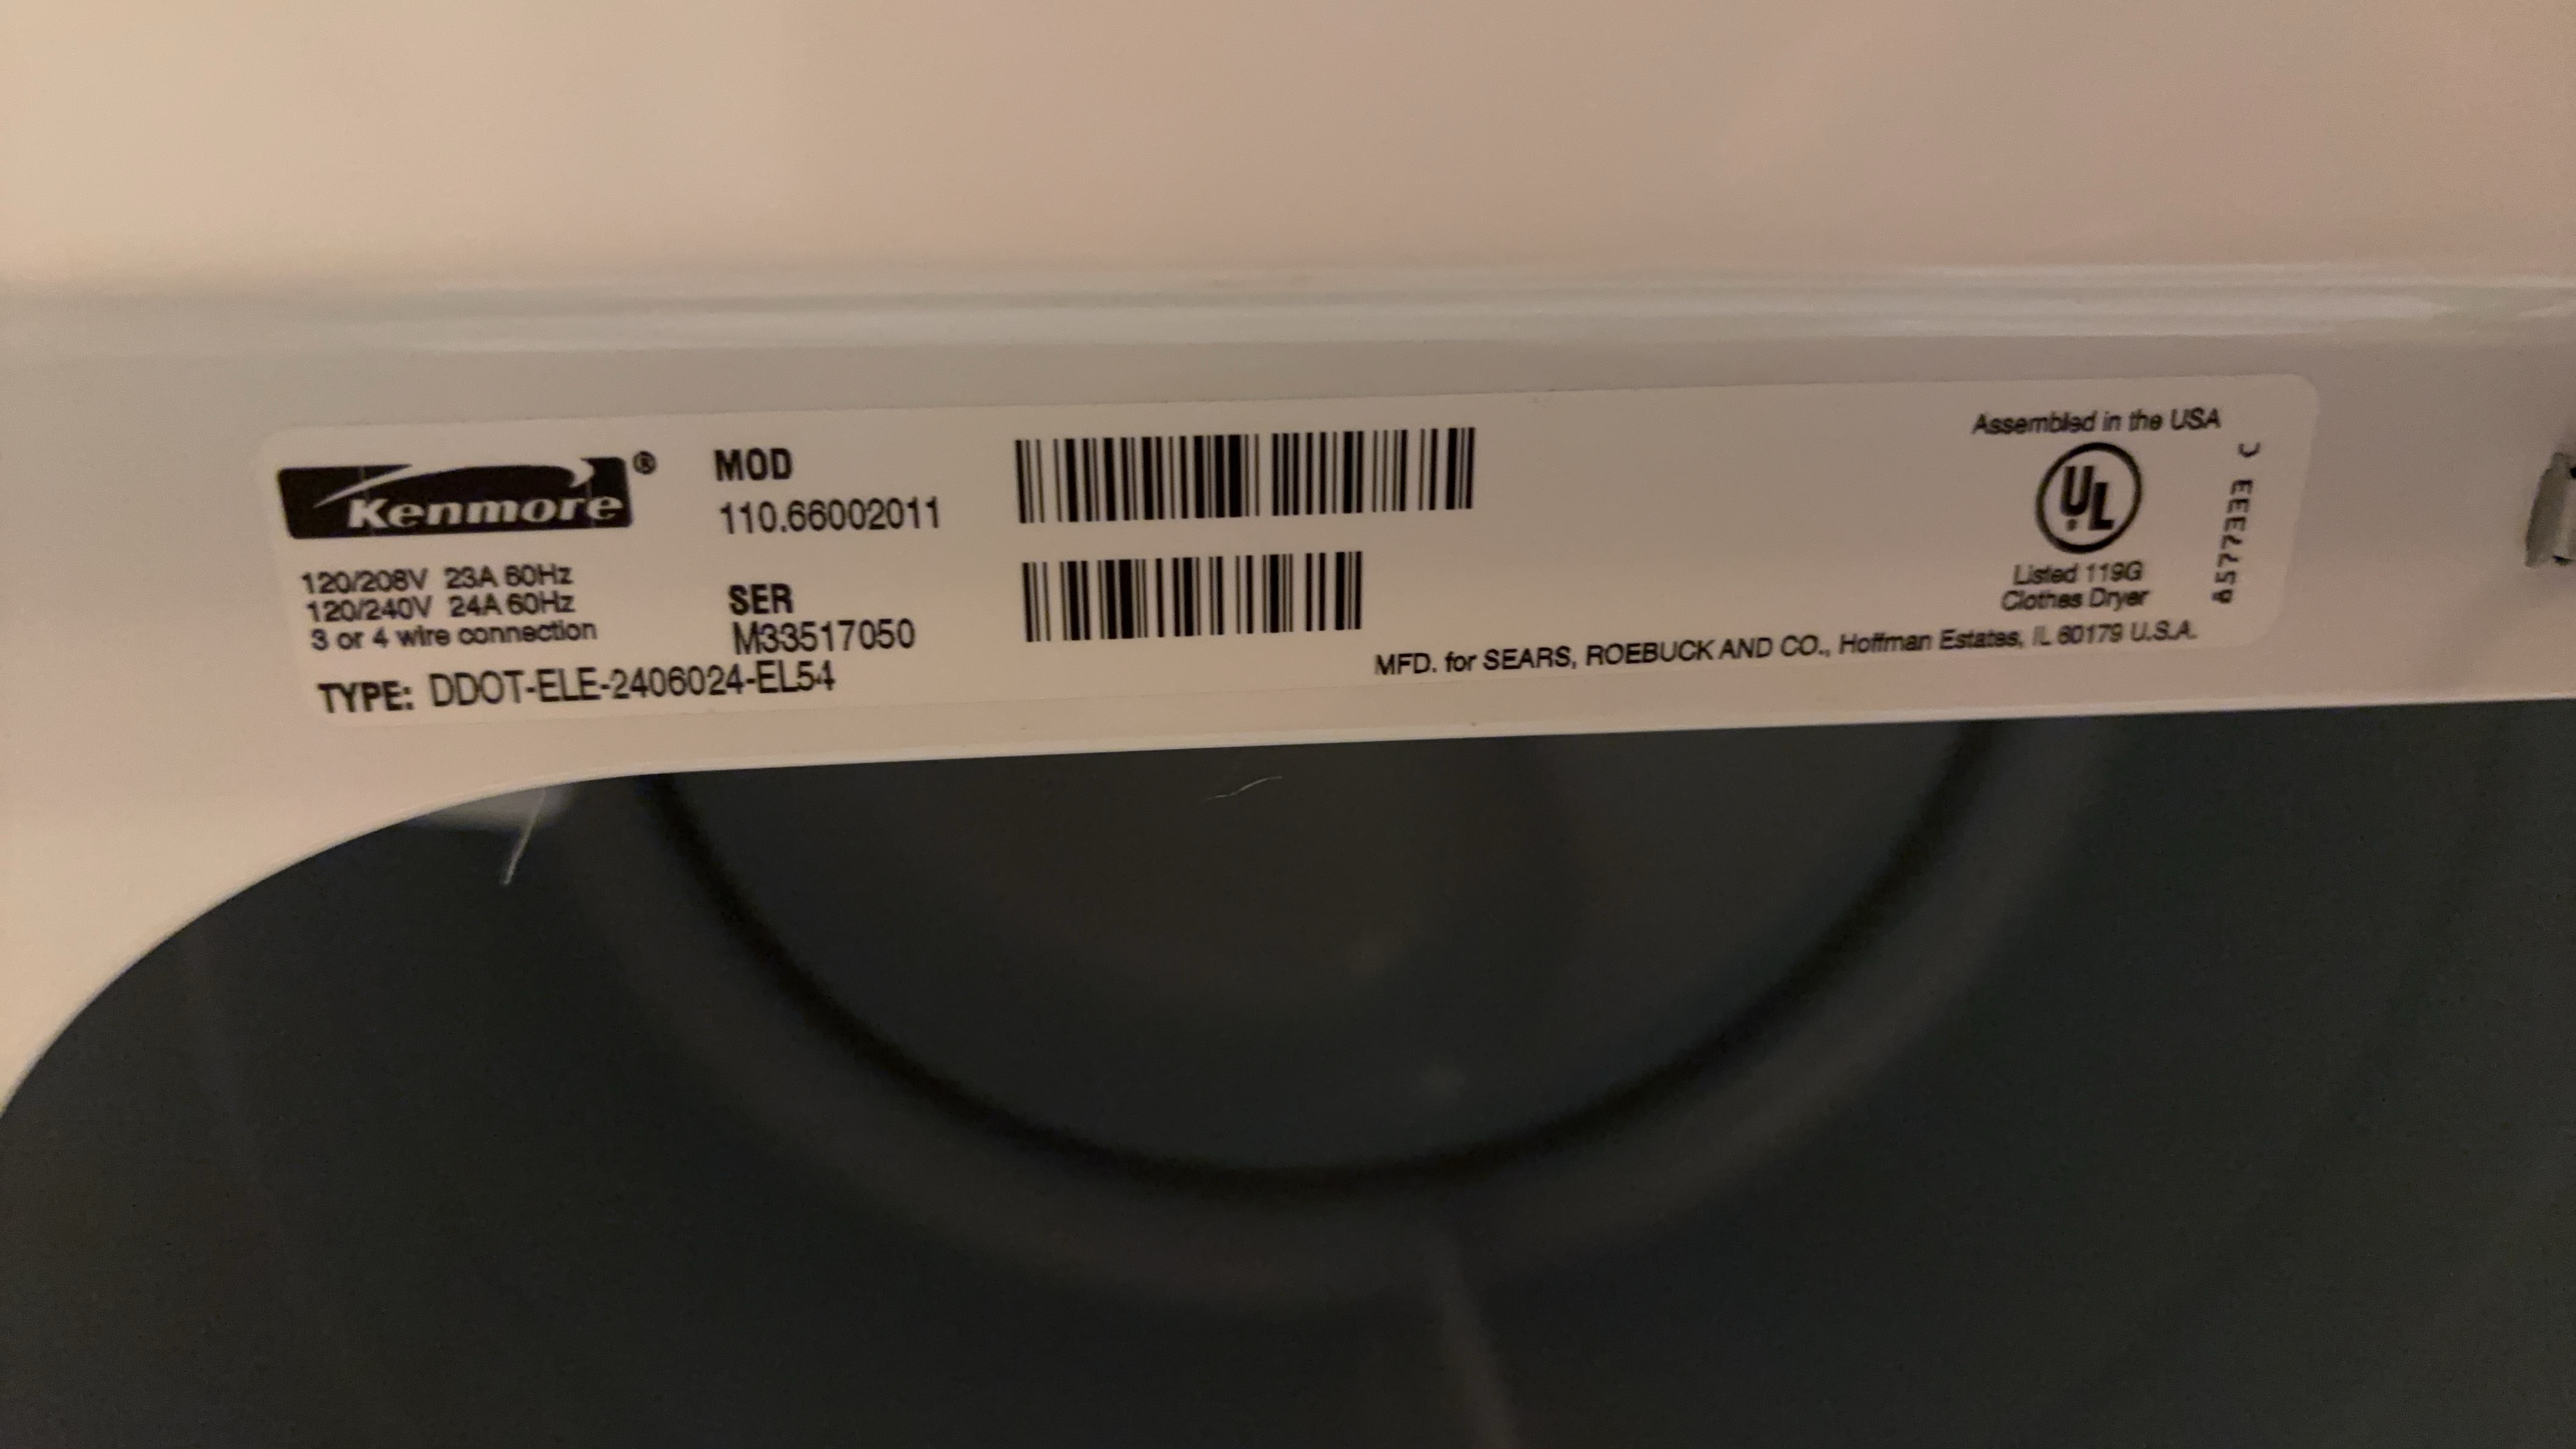 Kenmore®
120/208V 23A 60Hz
120/240V 24A 60Hz
3 or 4 wire connection
TYPE: DDOT-ELE-2406024-EL54
MOD
110.66002011
SER
M33517050
Assembled in the USA
UL
Listed 119G
Clothes Dryer
8577333 C
MFD. for SEARS, ROEBUCK AND CO., Hoffman Estates, IL 60179 U.S.A.